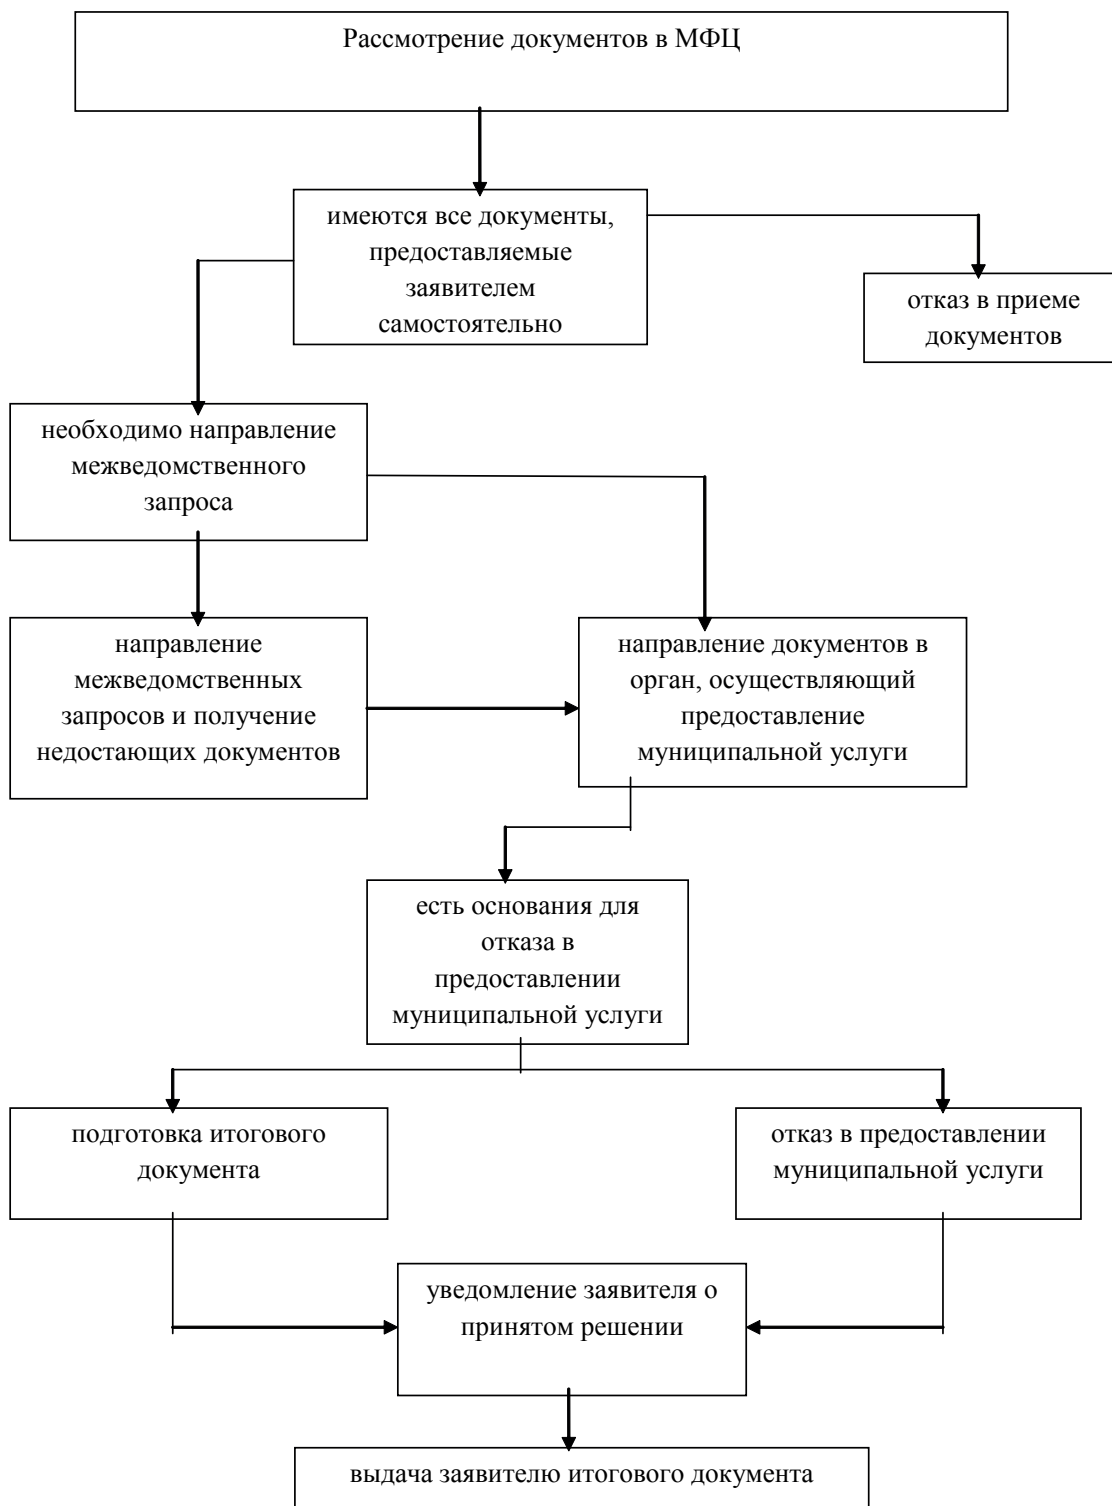 Рассмотрение документов в МФЦ
имеются все документы,
предоставляемые
заявителем
самостоятельно
отказ в приеме
документов
необходимо направление
межведомственного
запроса
направление
межведомственных
запросов и получение
недостающих документов
направление документов в
орган, осуществляющий
предоставление
муниципальной услуги
есть основания для
отказа в
предоставлении
муниципальной услуги
подготовка итогового
документа
отказ в предоставлении
муниципальной услуги
уведомление заявителя о
принятом решении
выдача заявителю итогового документа